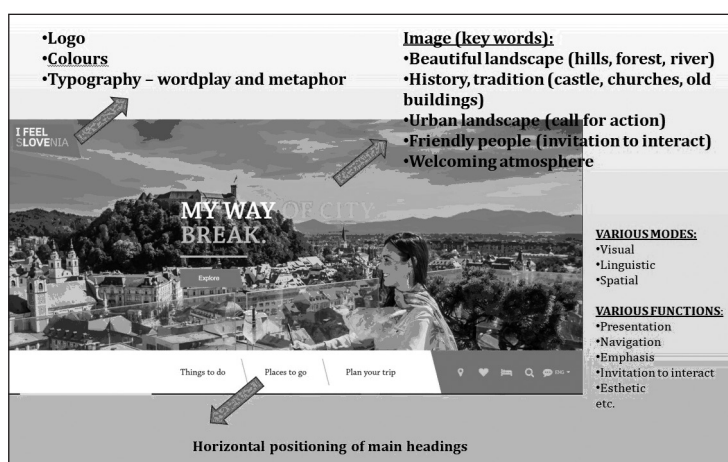 •Logo
•Colours
•Typography – wordplay and metaphor
Image (key words):
•Beautiful landscape (hills, forest, river)
•History, tradition (castle, churches, old
buildings)
•Urban landscape (call for action)
•Friendly people (invitation to interact)
•Welcoming atmosphere
I FEEL
SLOVENIA
MY WAY OF CITY
BREAK.
Explore
VARIOUS MODES:
•Visual
•Linguistic
•Spatial
VARIOUS FUNCTIONS:
•Presentation
•Navigation
•Emphasis
•Invitation to interact
•Esthetic
etc.
Things to do
Places to go
Plan your trip
ENG
Horizontal positioning of main headings